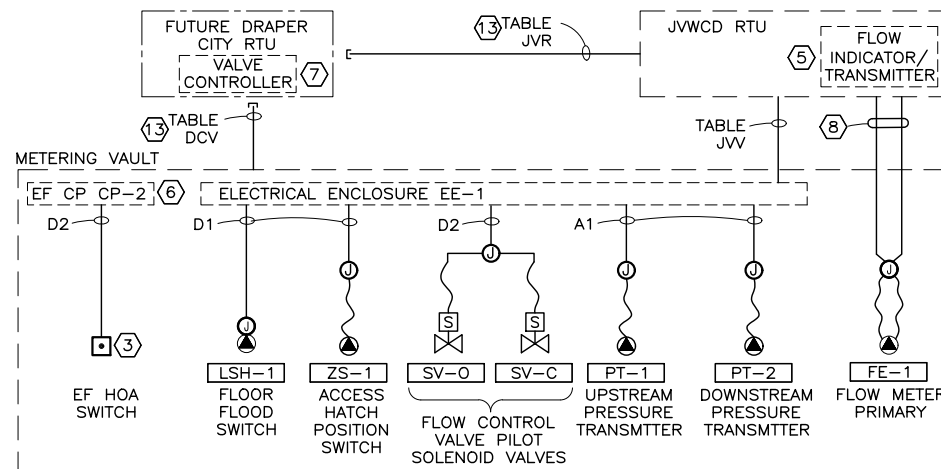 FUTURE DRAPER
CITY RTU
VALVE
CONTROLLER
7
13
TABLE
JVR
JVWCD RTU
5
FLOW
INDICATOR/
TRANSMITTER
13
TABLE
DCV
TABLE
JVV
8
METERING VAULT
EF CP CP-2
6
ELECTRICAL ENCLOSURE EE-1
D2
D1
D2
A1
J
J
J
J
J
J
S
S
3
J
LSH-1
ZS-1
SV-O
SV-C
PT-1
PT-2
FE-1
EF HOA
SWITCH
FLOOR
FLOOD
SWITCH
ACCESS
HATCH
POSITION
SWITCH
FLOW CONTROL
VALVE PILOT
SOLENOID VALVES
UPSTREAM
PRESSURE
TRANSMTTER
DOWNSTREAM
PRESSURE
TRANSMTTER
FLOW METER
PRIMARY